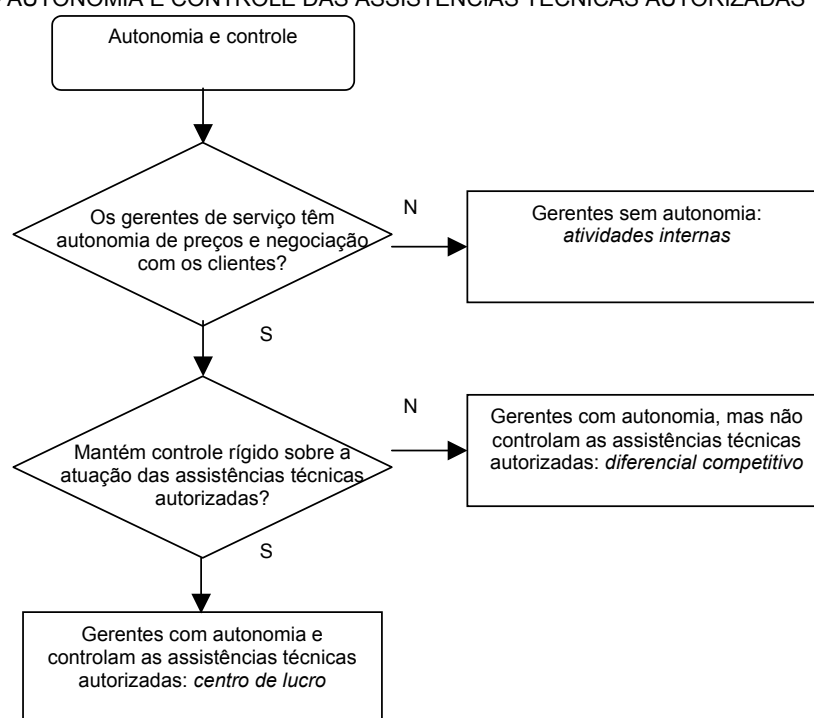 AUTONOMIA E CONTROLE DAS ASSISTÊNCIAS TÉCNICAS AUTORIZADAS
Autonomia e controle
Os gerentes de serviço têm
autonomia de preços e negociação
com os clientes?
N
Gerentes sem autonomia:
atividades internas
S
Mantém controle rígido sobre a
atuação das assistências técnicas
autorizadas?
N
Gerentes com autonomia, mas não
controlam as assistências técnicas
autorizadas: diferencial competitivo
S
Gerentes com autonomia e
controlam as assistências técnicas
autorizadas: centro de lucro